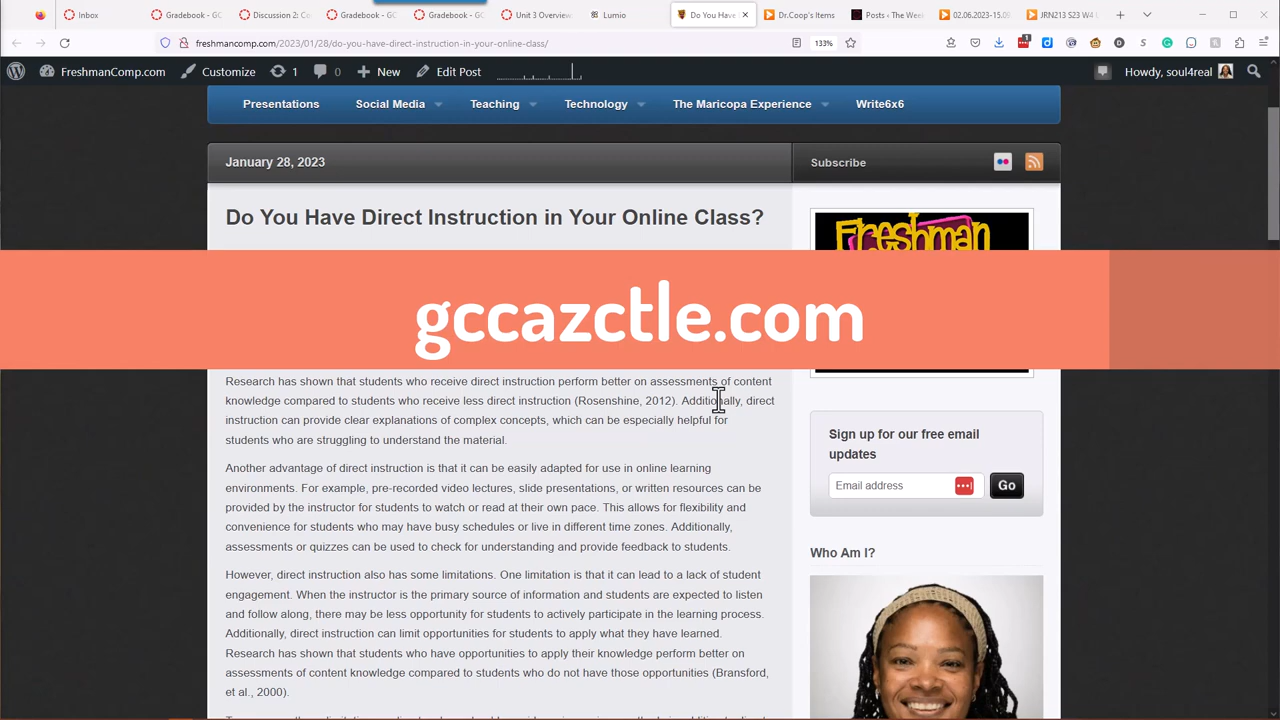 Inbox
Gradebook - GC
Discussion 2: Co
Gradebook - GC
Gradebook - GC
Unit 3 Overview
Lumio
Do You Have
Dr.Coop's Items
Posts ‹ The Wee
02.06.2023-15.09
JRN213 S23 W4 L
freshmancomp.com/2023/01/28/do-you-have-direct-instruction-in-your-online-class/
133%
FreshmanComp.com
Customize
1
0
New
Edit Post
Howdy, soul4real
Presentations
Social Media
Teaching
Technology
The Maricopa Experience
Write6x6
January 28, 2023
Subscribe
Do You Have Direct Instruction in Your Online Class?
Freshman
gccazctle.com
Research has shown that students who receive direct instruction perform better on assessments of content
knowledge compared to students who receive less direct instruction (Rosenshine, 2012). Additionally, direct
instruction can provide clear explanations of complex concepts, which can be especially helpful for
students who are struggling to understand the material.
Another advantage of direct instruction is that it can be easily adapted for use in online learning
environments. For example, pre-recorded video lectures, slide presentations, or written resources can be
provided by the instructor for students to watch or read at their own pace. This allows for flexibility and
convenience for students who may have busy schedules or live in different time zones. Additionally,
assessments or quizzes can be used to check for understanding and provide feedback to students.
However, direct instruction also has some limitations. One limitation is that it can lead to a lack of student
engagement. When the instructor is the primary source of information and students are expected to listen
and follow along, there may be less opportunity for students to actively participate in the learning process.
Additionally, direct instruction can limit opportunities for students to apply what they have learned.
Research has shown that students who have opportunities to apply their knowledge perform better on
assessments of content knowledge compared to students who do not have those opportunities (Bransford,
et al., 2000).
Sign up for our free email
updates
Email address
Go
Who Am I?